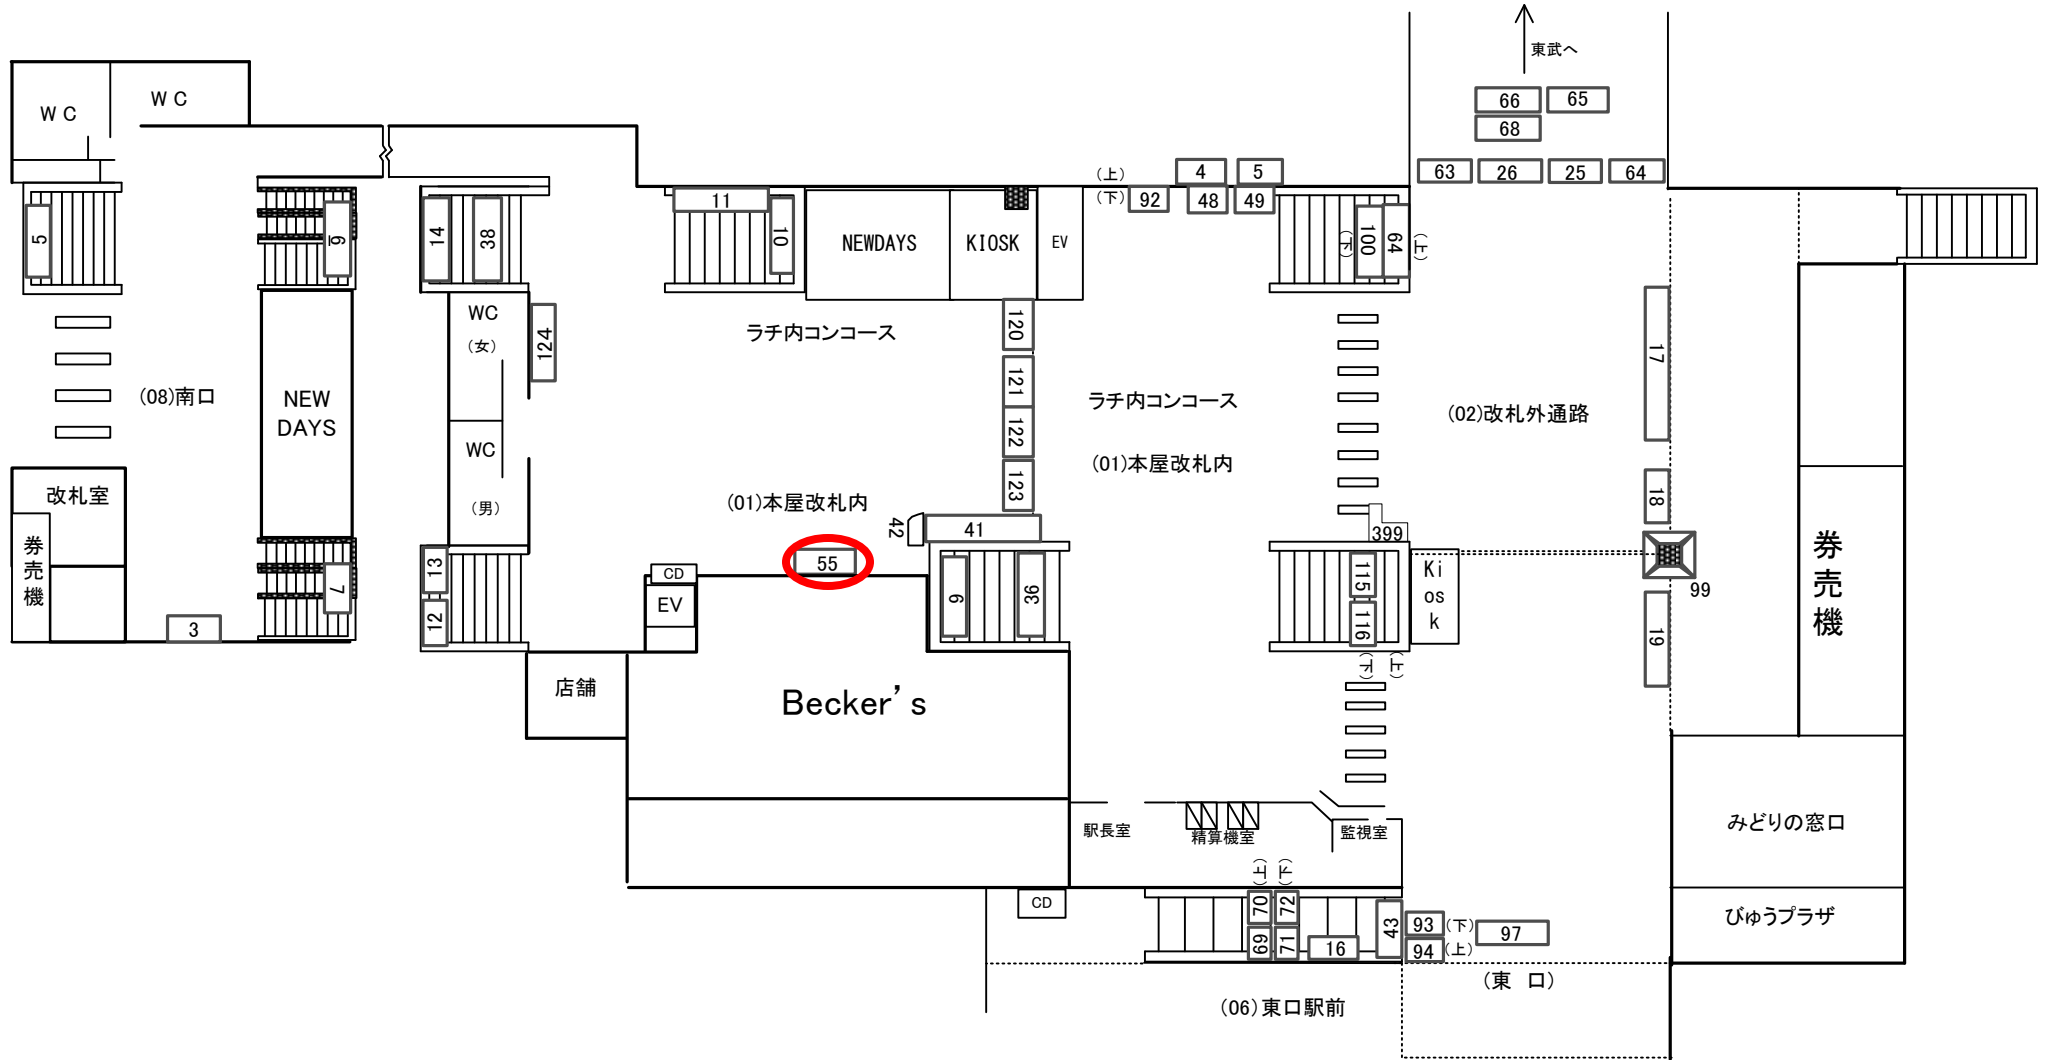 東武へ
66
65
68
63
26
25
64
ＷＣ
ＷＣ
(上)
4
5
(下)
92
48
49
5
9
14
38
11
10
NEWDAYS
KIOSK
EV
(下)
100
64
(上)
WC
(女)
124
ラチ内コンコース
120
121
122
123
17
(08)南口
NEW
DAYS
ラチ内コンコース
(01)本屋改札内
(02)改札外通路
WC
(男)
改札室
券売機
(01)本屋改札内
42
41
399
18
55
CD
EV
13
12
7
3
6
36
115
116
(下)
(上)
Ki
os
k
99
19
券売機
店舗
Becker's
駅長室
精算機室
監視室
みどりの窓口
びゅうプラザ
CD
(上)
(下)
70
72
69
71
16
43
93
(下)
94
(上)
97
(東 口)
(06)東口駅前